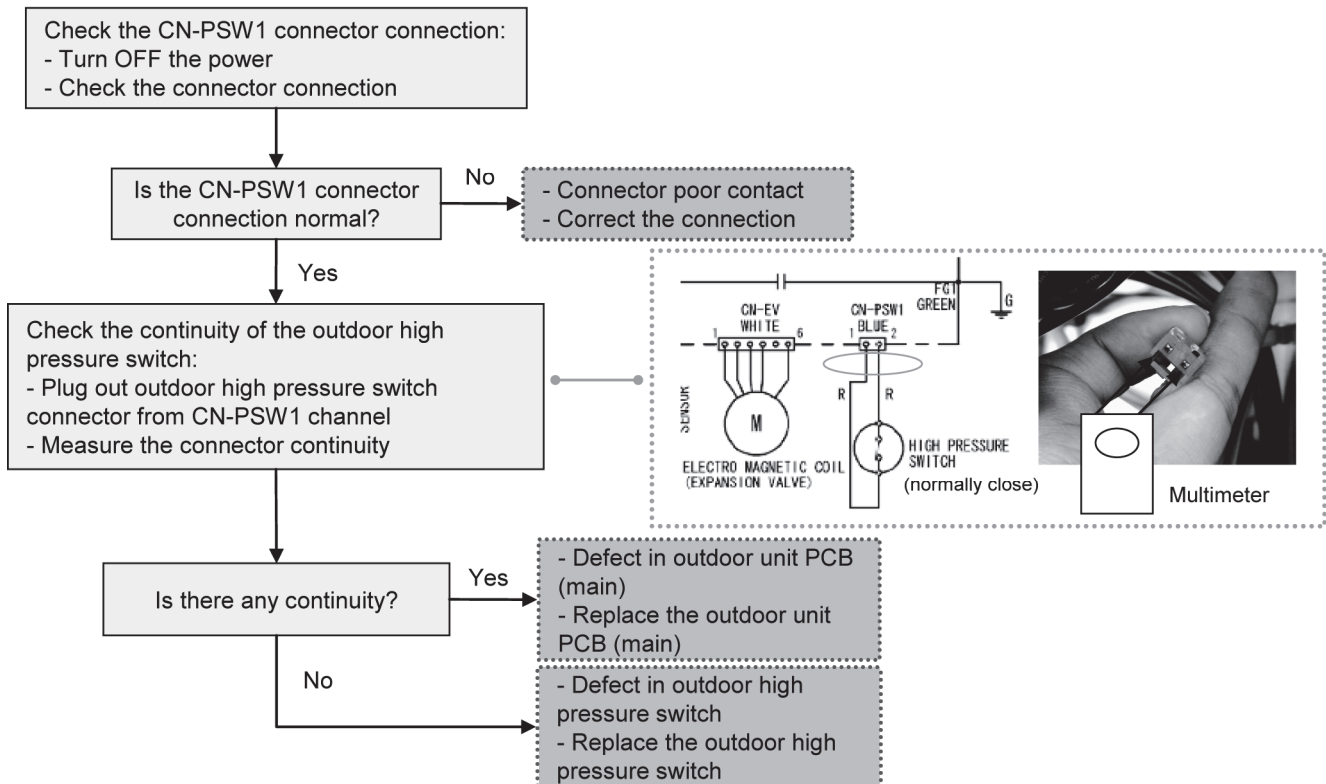 Check the CN-PSW1 connector connection:
- Turn OFF the power
- Check the connector connection
Is the CN-PSW1 connector
connection normal?
No
- Connector poor contact
- Correct the connection
Yes
Check the continuity of the outdoor high
pressure switch:
- Plug out outdoor high pressure switch
connector from CN-PSW1 channel
- Measure the connector continuity
CN-EV
WHITE
1
6
CN-PSW1
BLUE
1
2
FG1
GREEN
G
SENSOR
M
R
R
ELECTRO MAGNETIC COIL
(EXPANSION VALVE)
HIGH PRESSURE
SWITCH
(normally close)
Multimeter
Is there any continuity?
Yes
- Defect in outdoor unit PCB
(main)
- Replace the outdoor unit
PCB (main)
No
- Defect in outdoor high
pressure switch
- Replace the outdoor high
pressure switch